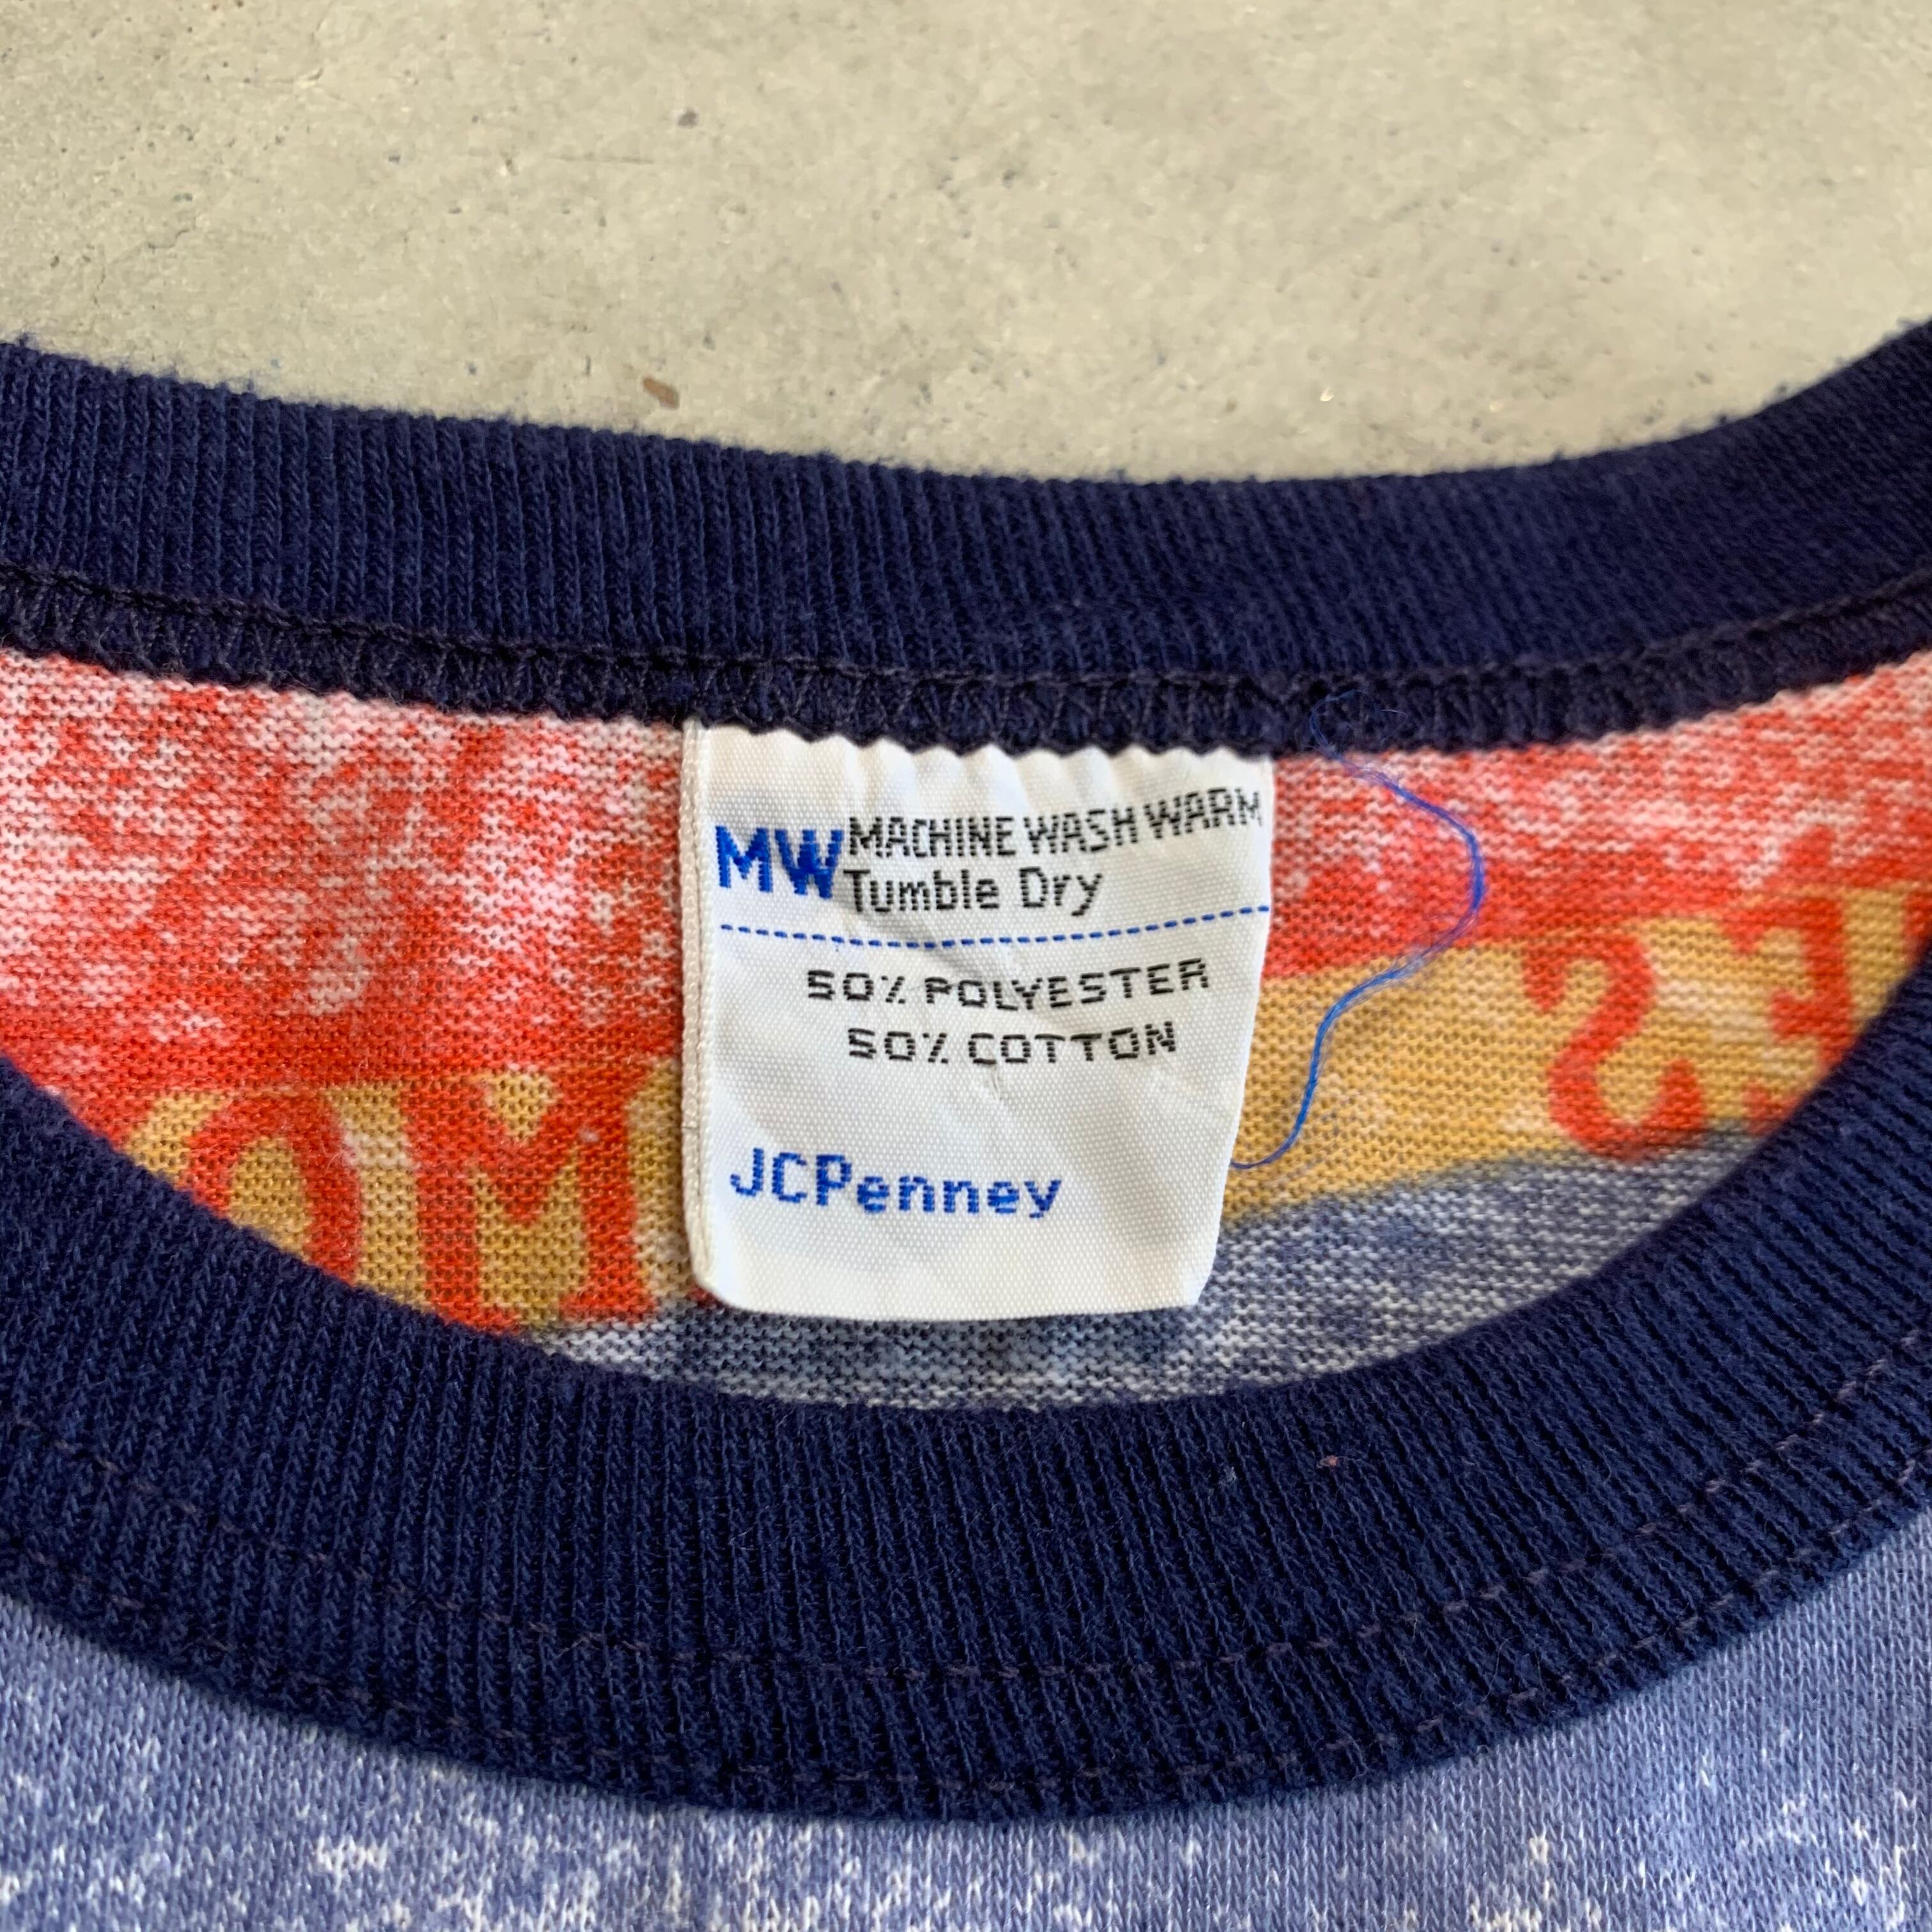 MW MACHINE WASH WARM
Tumble Dry
50% POLYESTER
50% COTTON
JCPenney